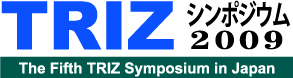 TRIZ シンポジウム
2009
The Fifth TRIZ Symposium in Japan